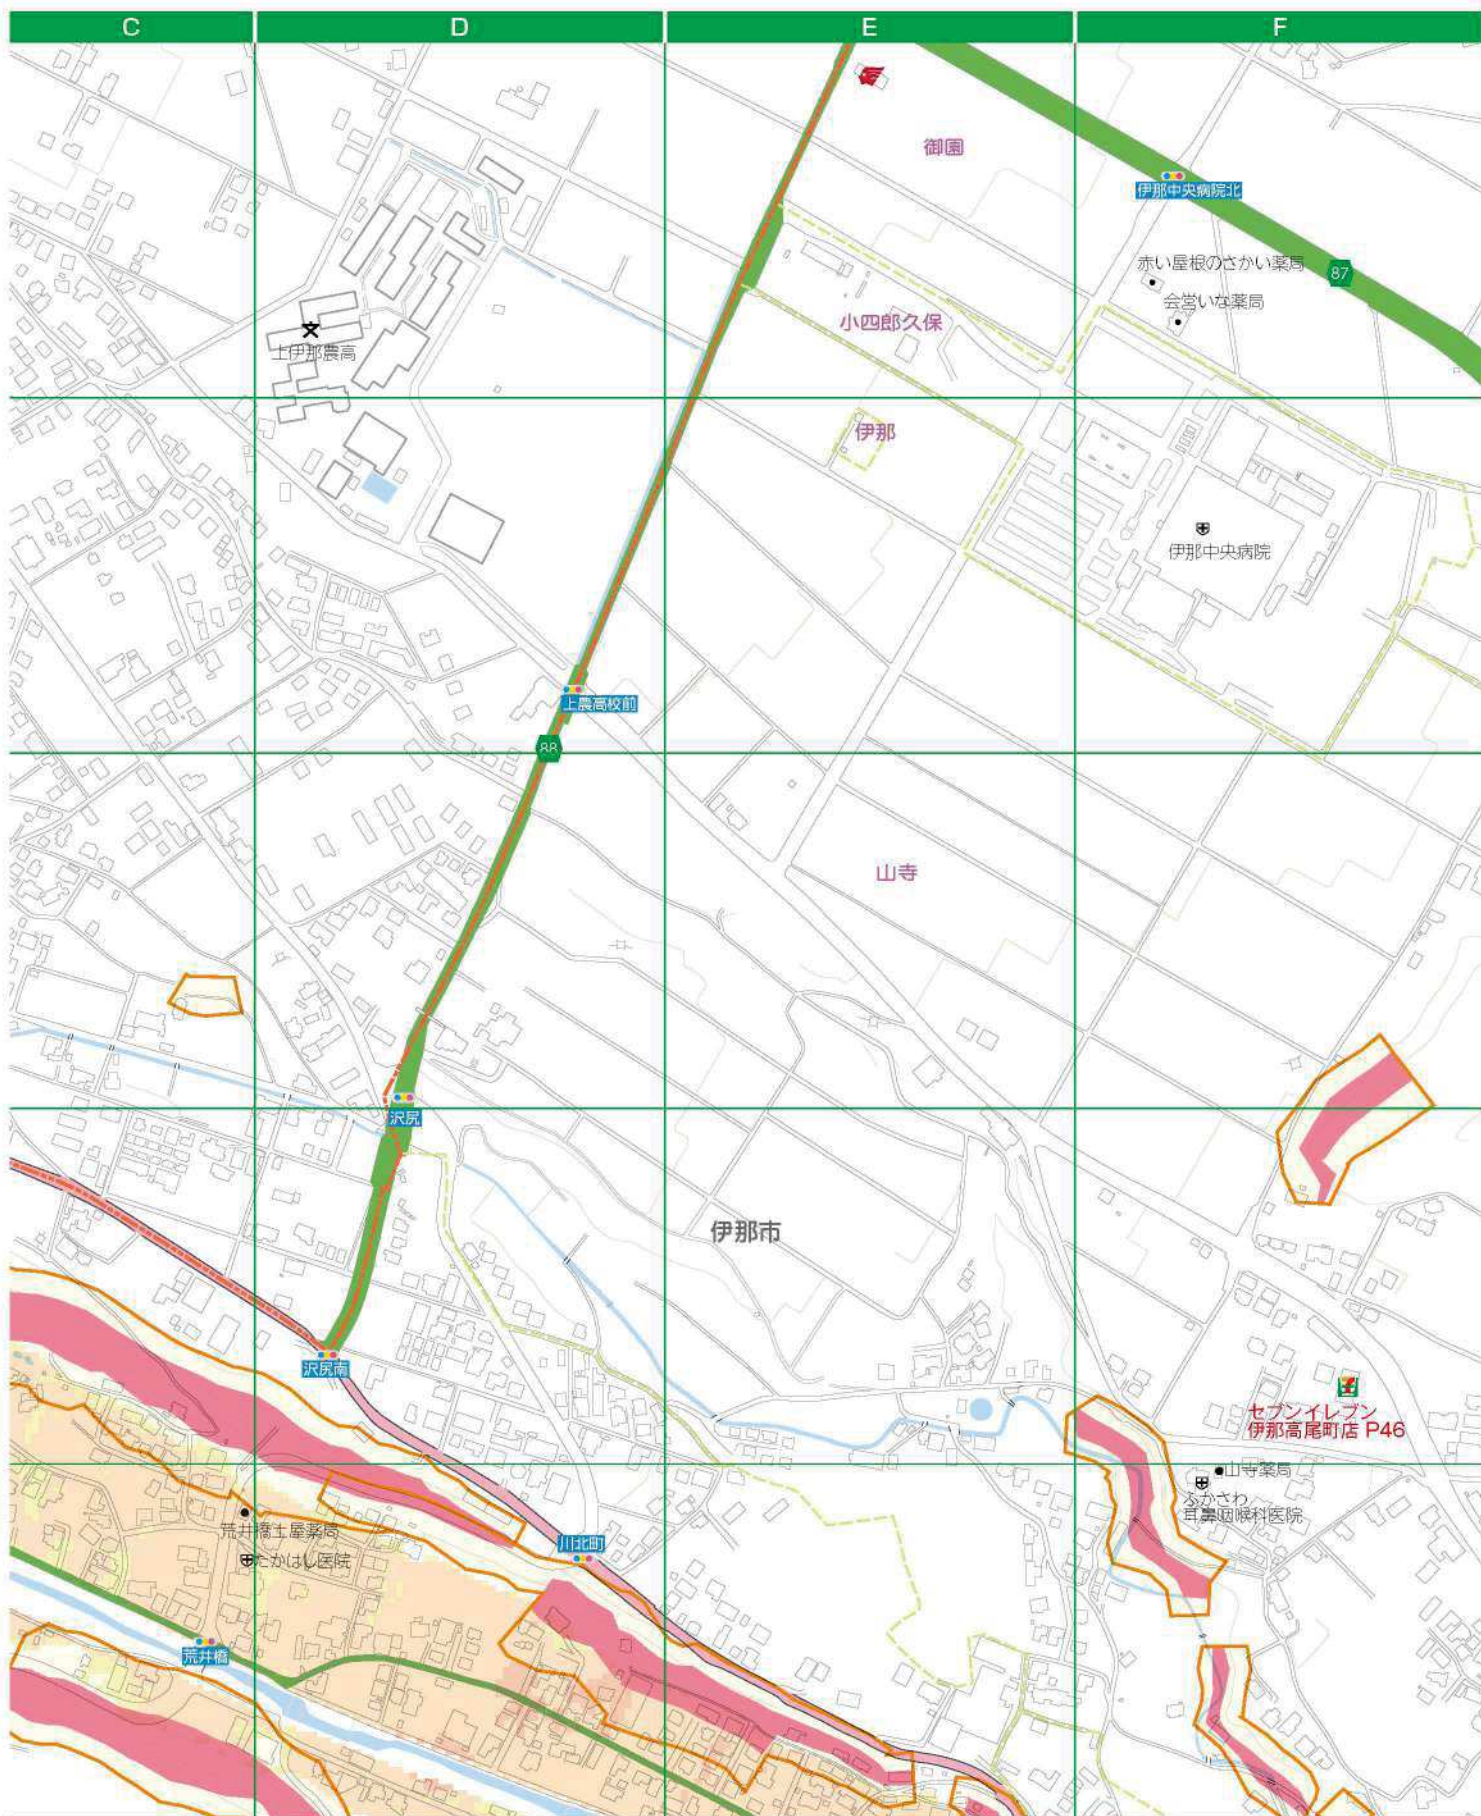 C
D
E
F
御園
伊那中央病院北
赤い屋根のさかい薬局
87
会営いな薬局
小四郎久保
上伊那農高
伊那
伊那中央病院
上農高校前
88
山寺
沢尻
伊那市
沢尻南
セブンイレブン
伊那高尾町店 P46
山寺薬局
ふかさわ
耳鼻咽喉科医院
荒井橋土屋薬局
川北町
たかはし医院
荒井橋